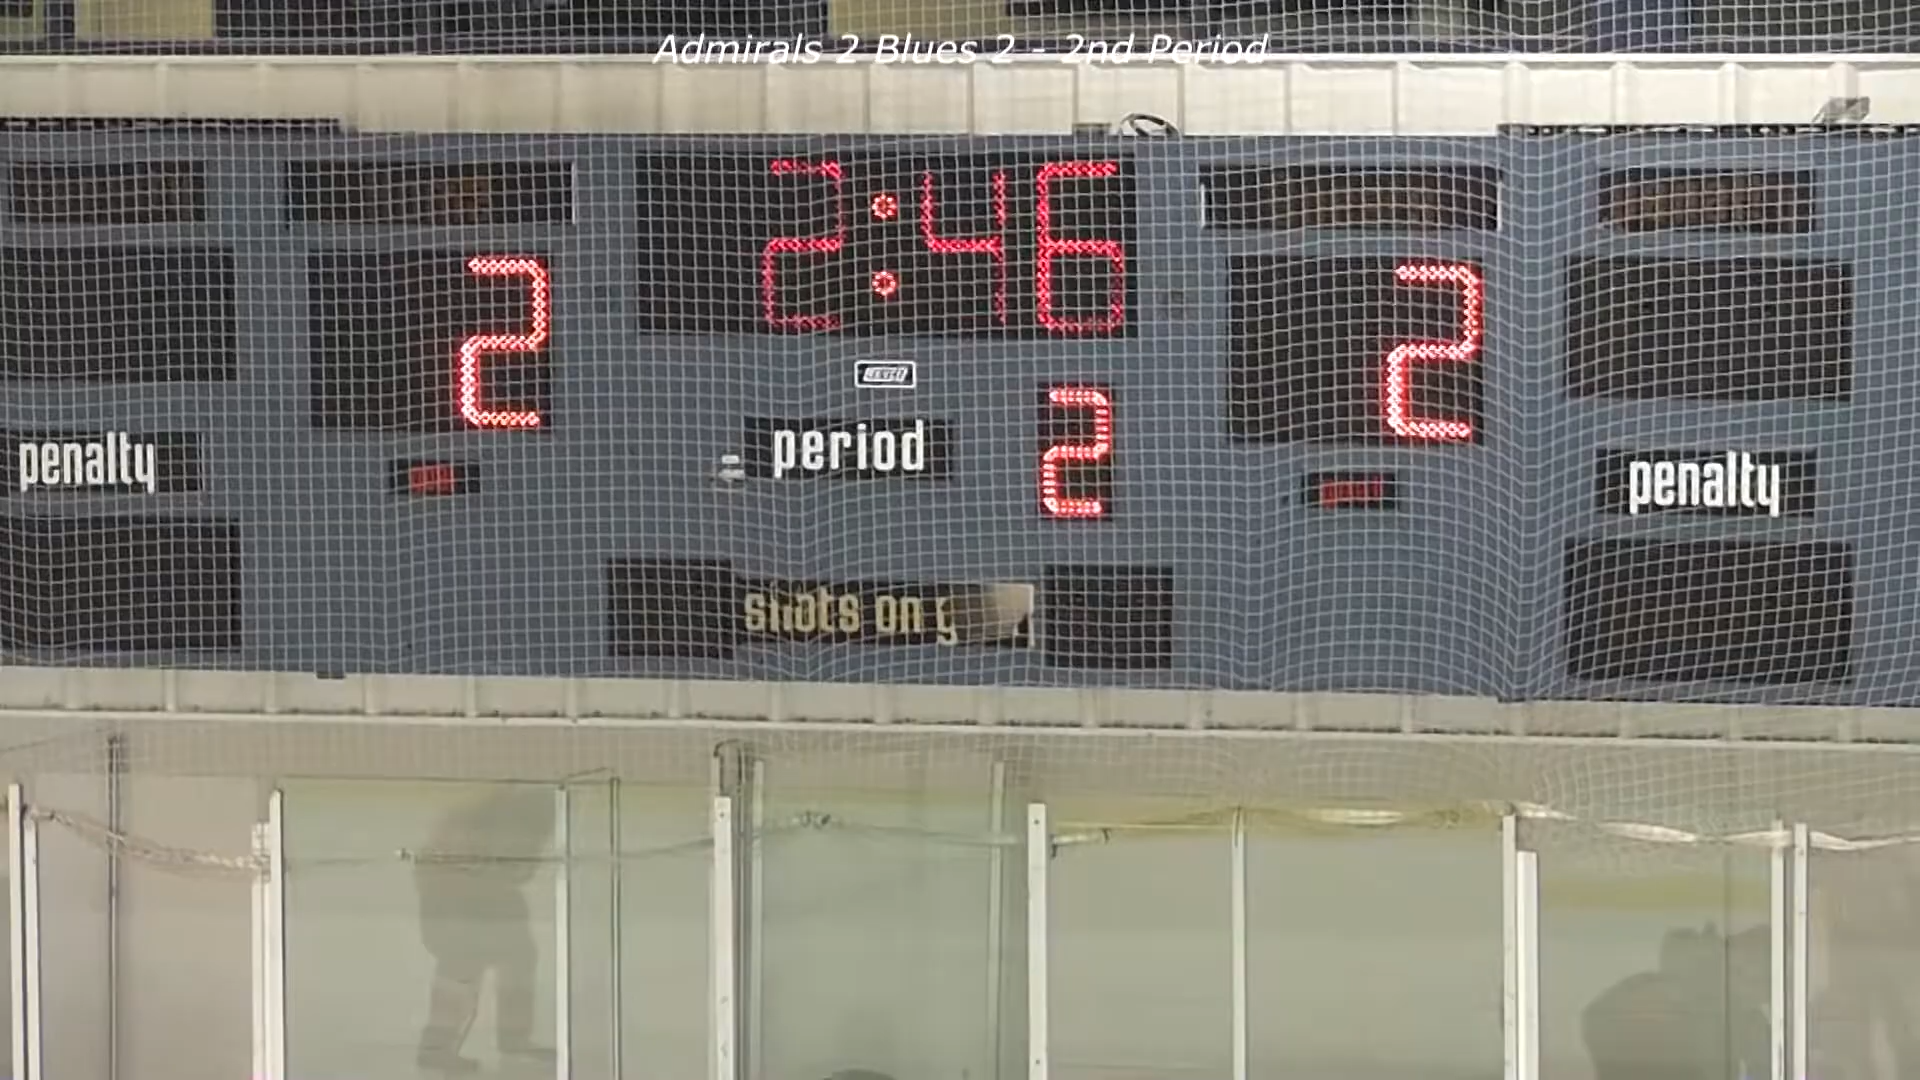 Admirals 2 Blues 2 - 2nd Period
2:46
2
2
penalty
period
2
penalty
shots on g